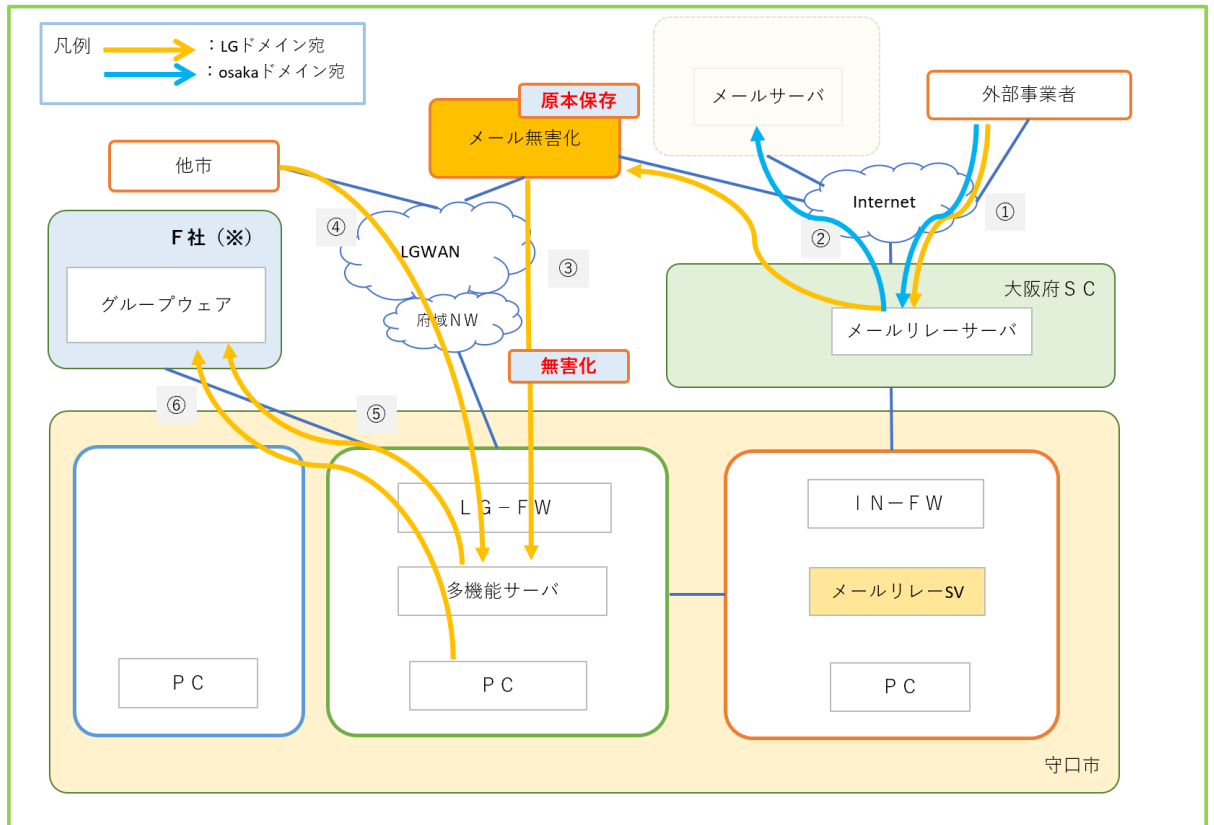 凡例
：LGドメイン宛
：osakaドメイン宛
メールサーバ
外部事業者
原本保存
メール無害化
他市
Internet
①
②
④
③
F社（※）
グループウェア
LGWAN
府域NW
大阪府ＳＣ
メールリレーサーバ
無害化
⑥
⑤
ＬＧ－ＦＷ
ＩＮ－ＦＷ
多機能サーバ
メールリレーSV
ＰＣ
ＰＣ
ＰＣ
守口市